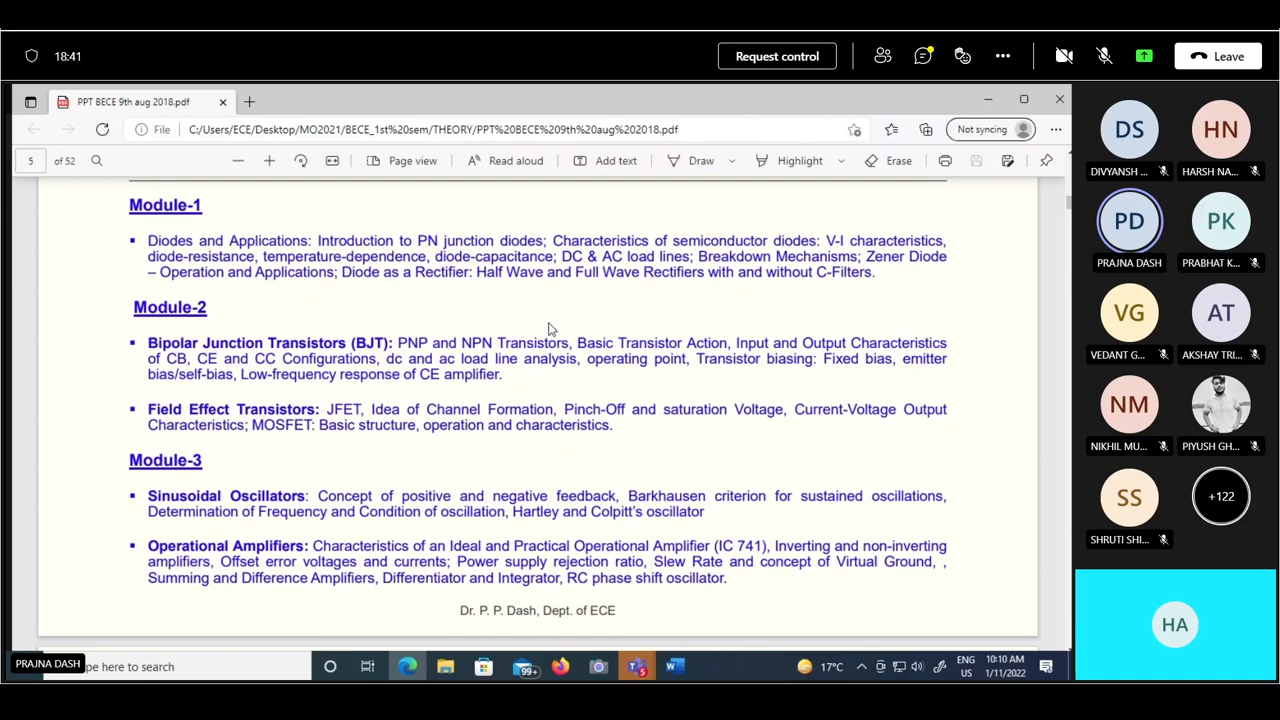 18:41
Request control
Leave
PPT BECE 9th aug 2018.pdf
File
C:/Users/ECE/Desktop/MO2021/BECE_1st%20sem/THEORY/PPT%20BECE%209th%20aug%202018.pdf
Not syncing
5 of 52
Page view
Read aloud
Add text
Draw
Highlight
Erase
Module-1
▪ Diodes and Applications: Introduction to PN junction diodes; Characteristics of semiconductor diodes: V-I characteristics,
diode-resistance, temperature-dependence, diode-capacitance; DC & AC load lines; Breakdown Mechanisms; Zener Diode
– Operation and Applications; Diode as a Rectifier: Half Wave and Full Wave Rectifiers with and without C-Filters.
Module-2
▪ Bipolar Junction Transistors (BJT): PNP and NPN Transistors, Basic Transistor Action, Input and Output Characteristics
of CB, CE and CC Configurations, dc and ac load line analysis, operating point, Transistor biasing: Fixed bias, emitter
bias/self-bias, Low-frequency response of CE amplifier.
▪ Field Effect Transistors: JFET, Idea of Channel Formation, Pinch-Off and saturation Voltage, Current-Voltage Output
Characteristics; MOSFET: Basic structure, operation and characteristics.
Module-3
▪ Sinusoidal Oscillators: Concept of positive and negative feedback, Barkhausen criterion for sustained oscillations,
Determination of Frequency and Condition of oscillation, Hartley and Colpitt's oscillator
▪ Operational Amplifiers: Characteristics of an Ideal and Practical Operational Amplifier (IC 741), Inverting and non-inverting
amplifiers, Offset error voltages and currents; Power supply rejection ratio, Slew Rate and concept of Virtual Ground, ,
Summing and Difference Amplifiers, Differentiator and Integrator, RC phase shift oscillator.
Dr. P. P. Dash, Dept. of ECE
PRAJNA DASH
pe here to search
99+
5
17°C
ENG
US
10:10 AM
1/11/2022
DS
HN
DIVYANSH ...
HARSH NA...
PD
PK
PRAJNA DASH
PRABHAT K...
VG
AT
VEDANT G...
AKSHAY TRI...
NM
NIKHIL MU...
PIYUSH GH...
SS
+122
SHRUTI SHI...
HA